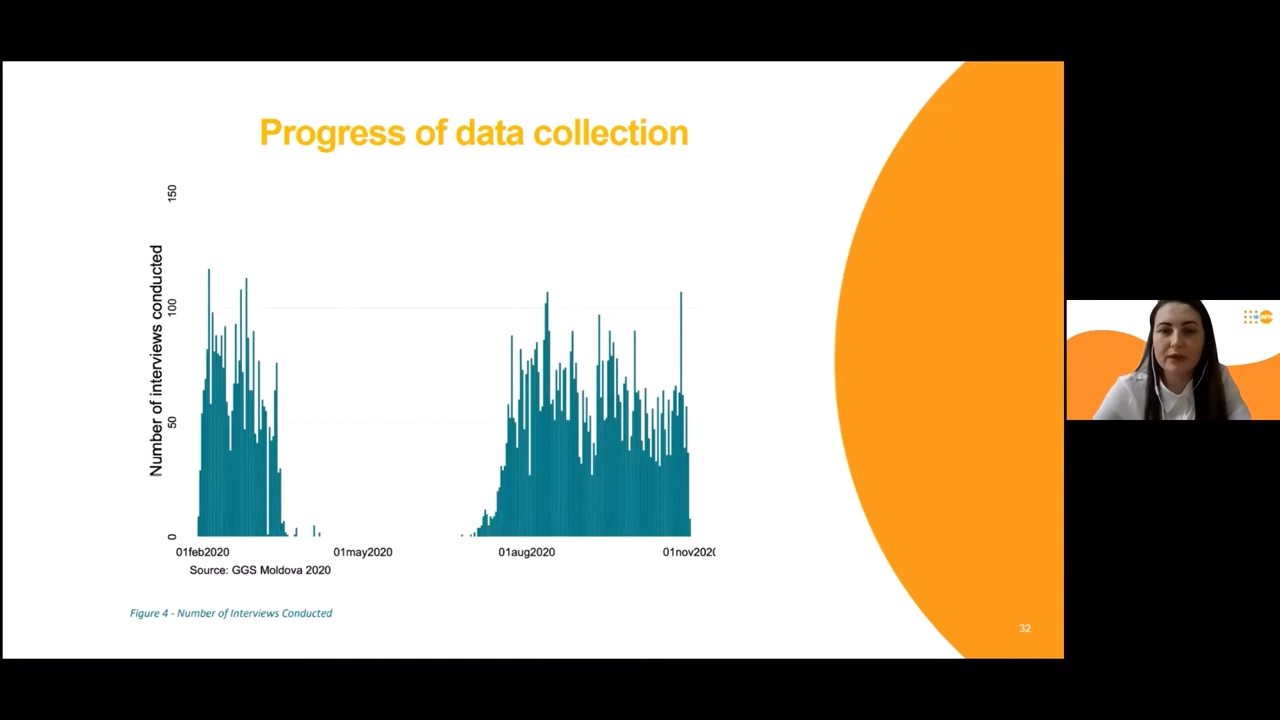 Progress of data collection
150
100
50
0
Number of interviews conducted
01feb2020
01may2020
01aug2020
01nov2020
Source: GGS Moldova 2020
Figure 4 - Number of Interviews Conducted
32